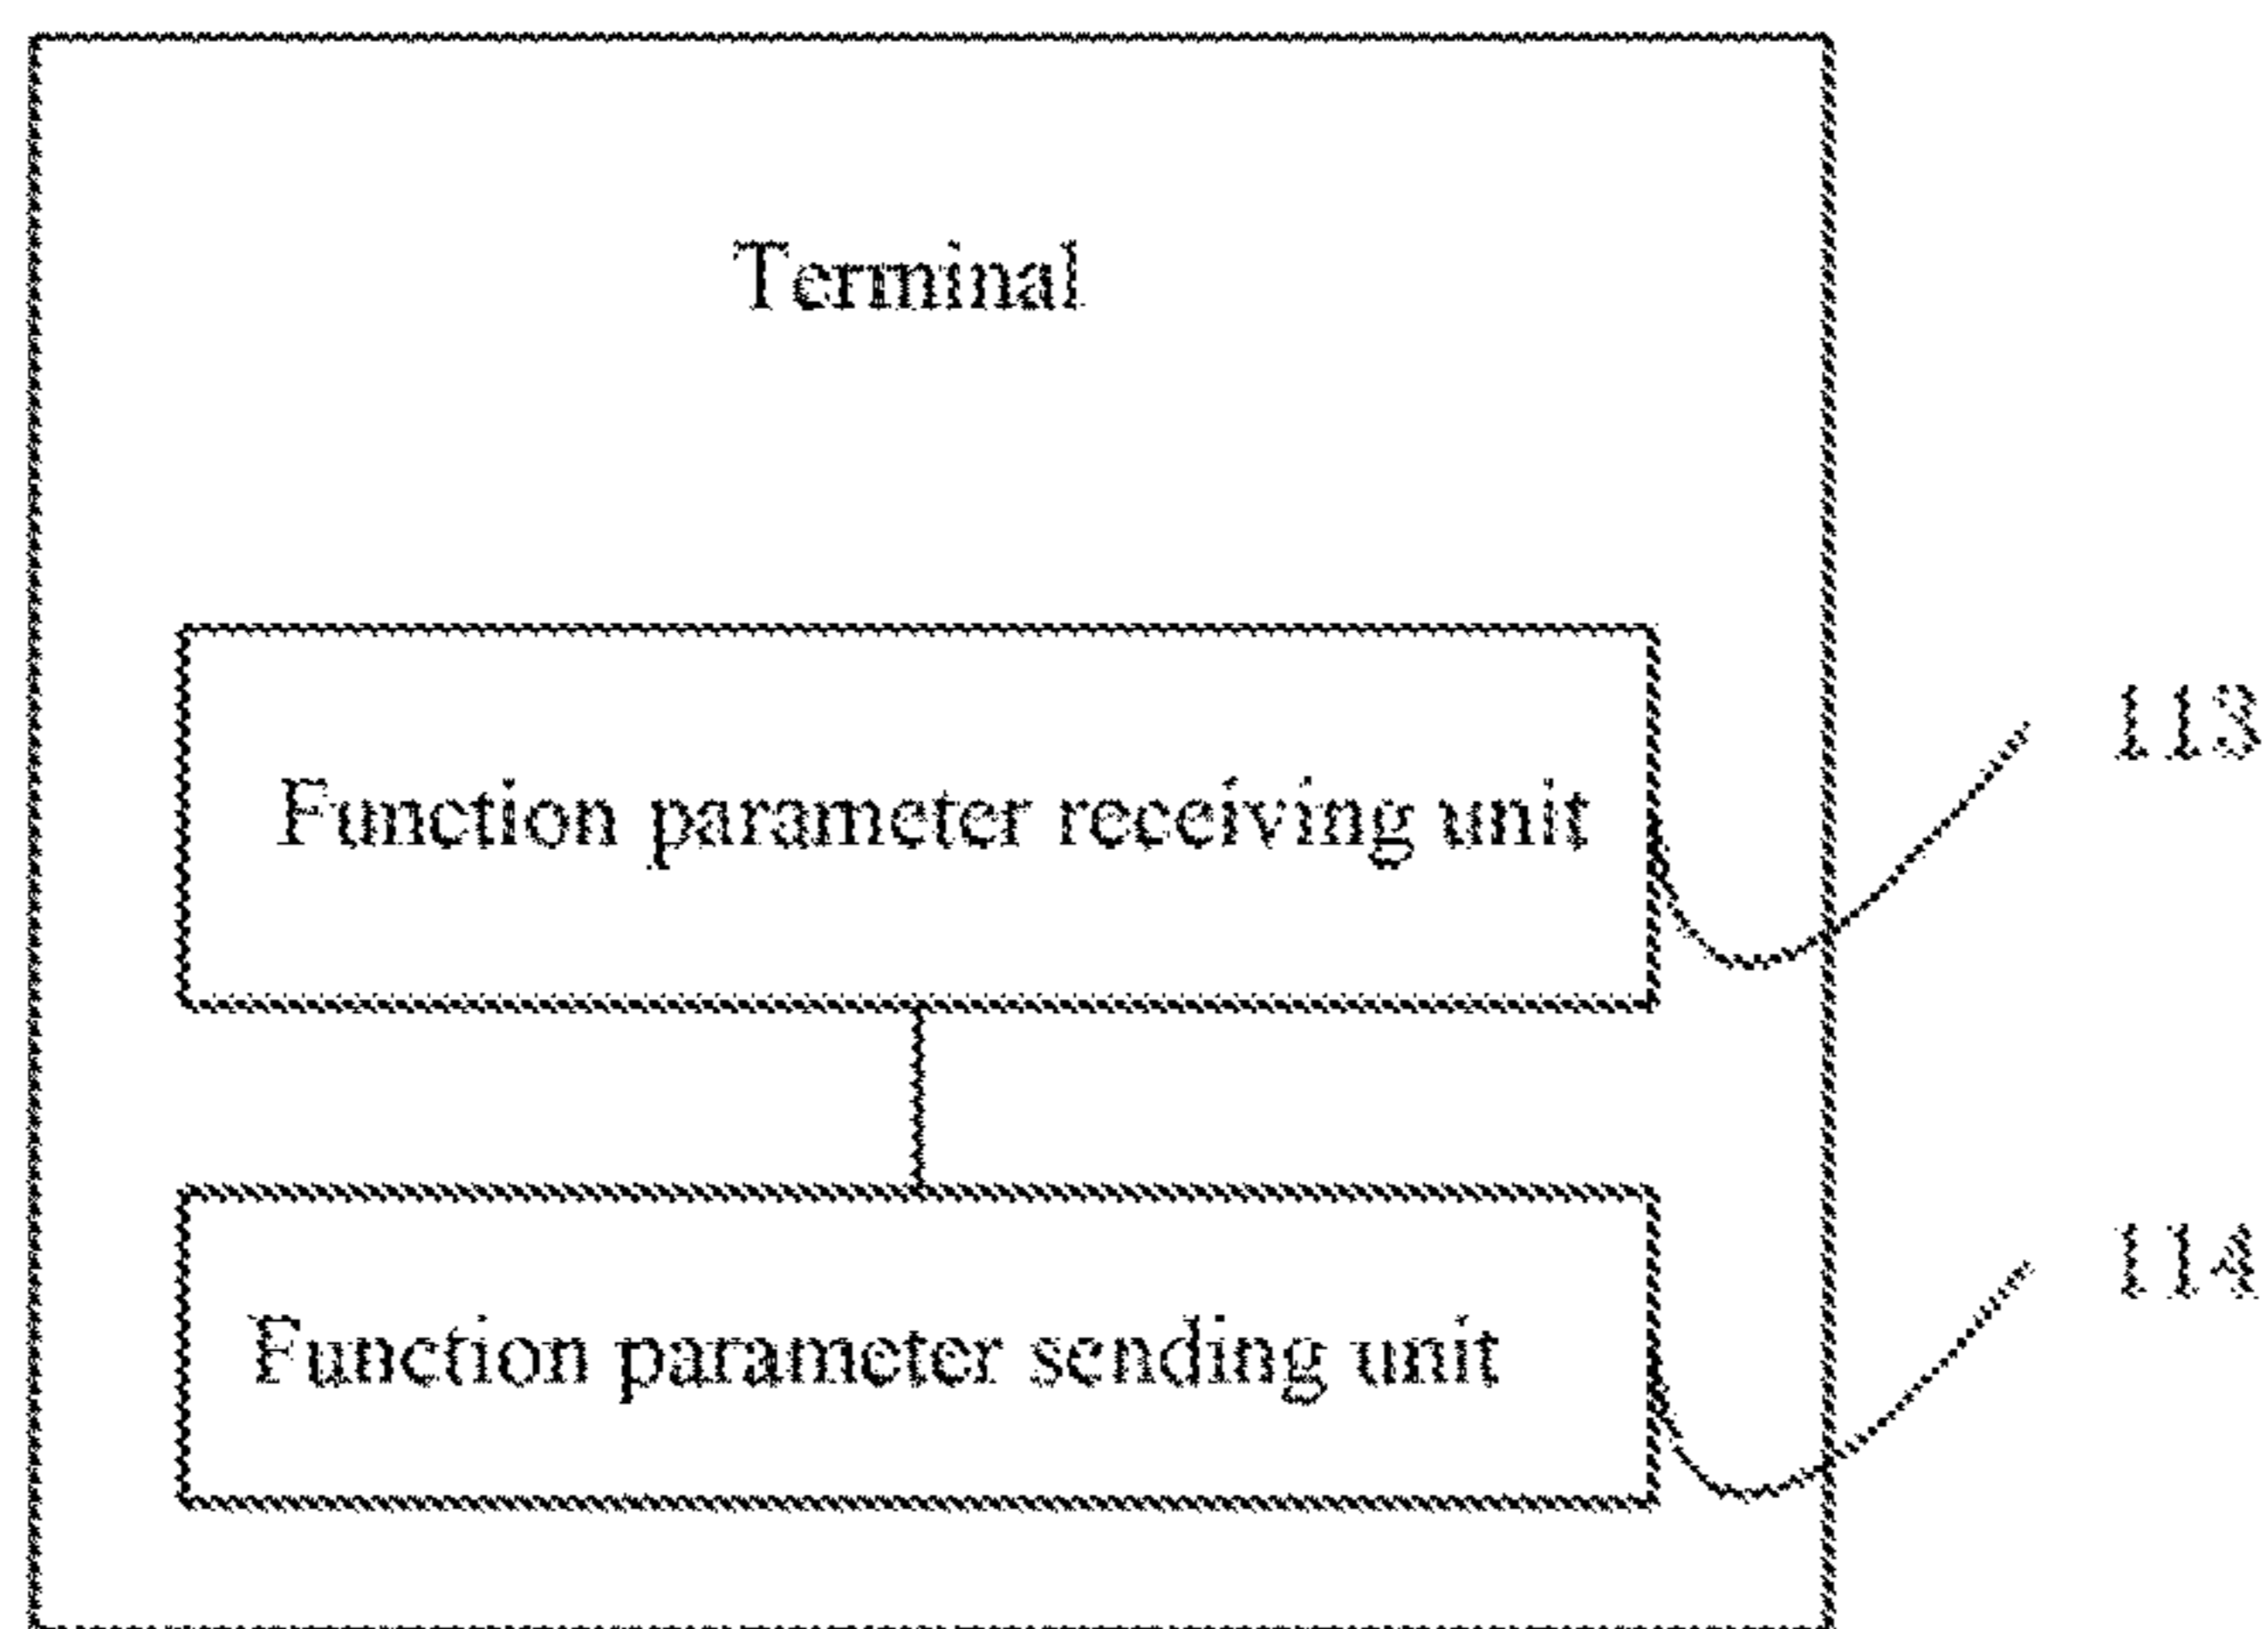 Terminal
113
Function parameter receiving unit
114
Function parameter sending unit